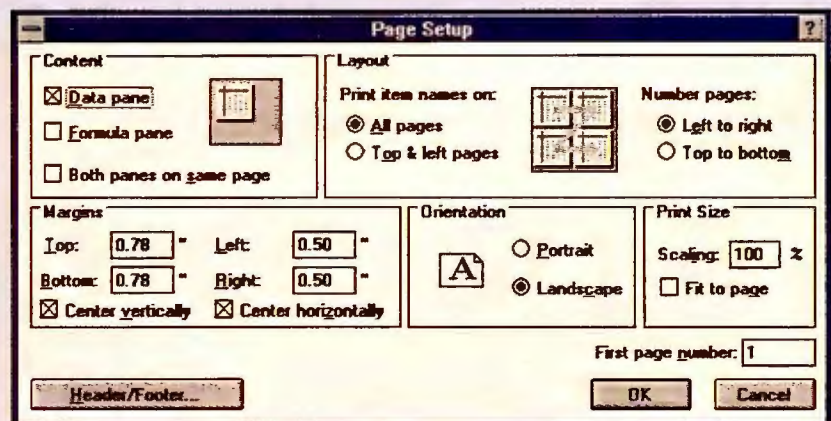 Page Setup ?
Content
Data pane
Formula pane
Both panes on same page
Layout
Print item names on:
All pages
Top & left pages
Number pages:
Left to right
Top to bottom
Margins
Top: 0.78 " Left: 0.50 "
Bottom: 0.78 " Right: 0.50 "
Center vertically Center horizontally
Orientation
A
Portrait
Landscape
Print Size
Scaling: 100 %
Fit to page
First page number: 1
Header/Footer... OK Cancel